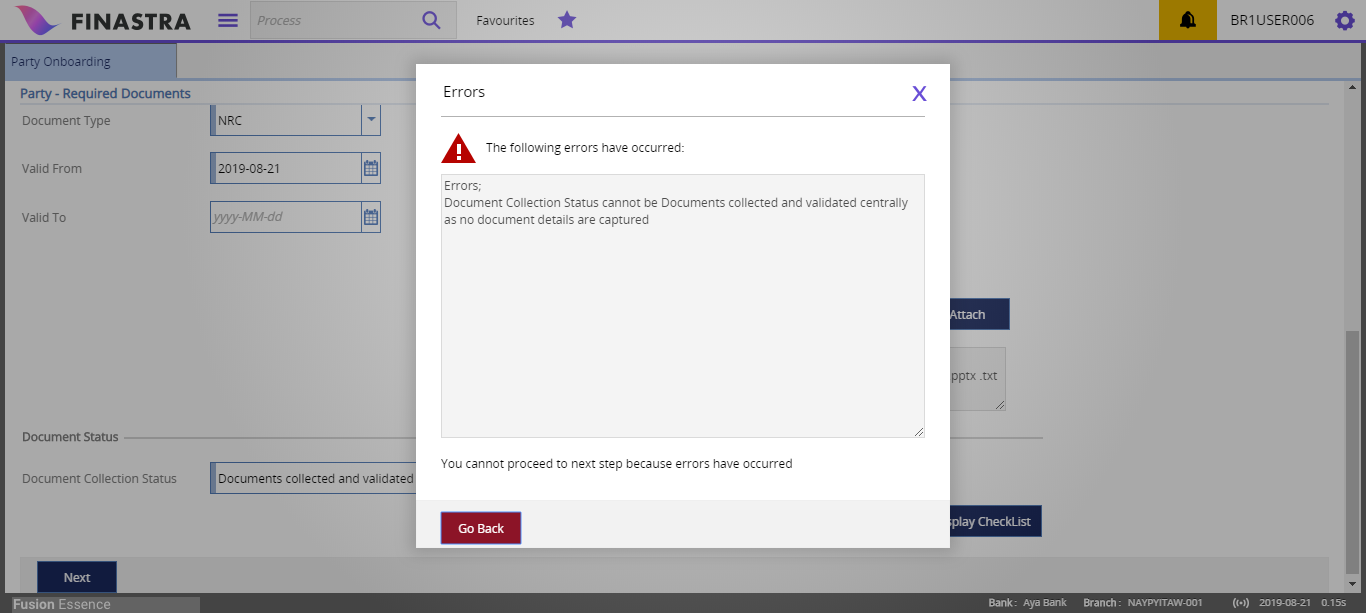 FINASTRA
Process
Favourites
BR1USER006
Party Onboarding
Party - Required Documents
Document Type
NRC
Valid From
2019-08-21
Valid To
yyyy-MM-dd
Errors
X
The following errors have occurred:
Errors;
Document Collection Status cannot be Documents collected and validated centrally
as no document details are captured
You cannot proceed to next step because errors have occurred
Go Back
Attach
pptx .txt
Document Status
Document Collection Status
Documents collected and validated
splay CheckList
Next
Fusion Essence
Bank : Aya Bank Branch : NAYPYITAW-001 2019-08-21 0.15s